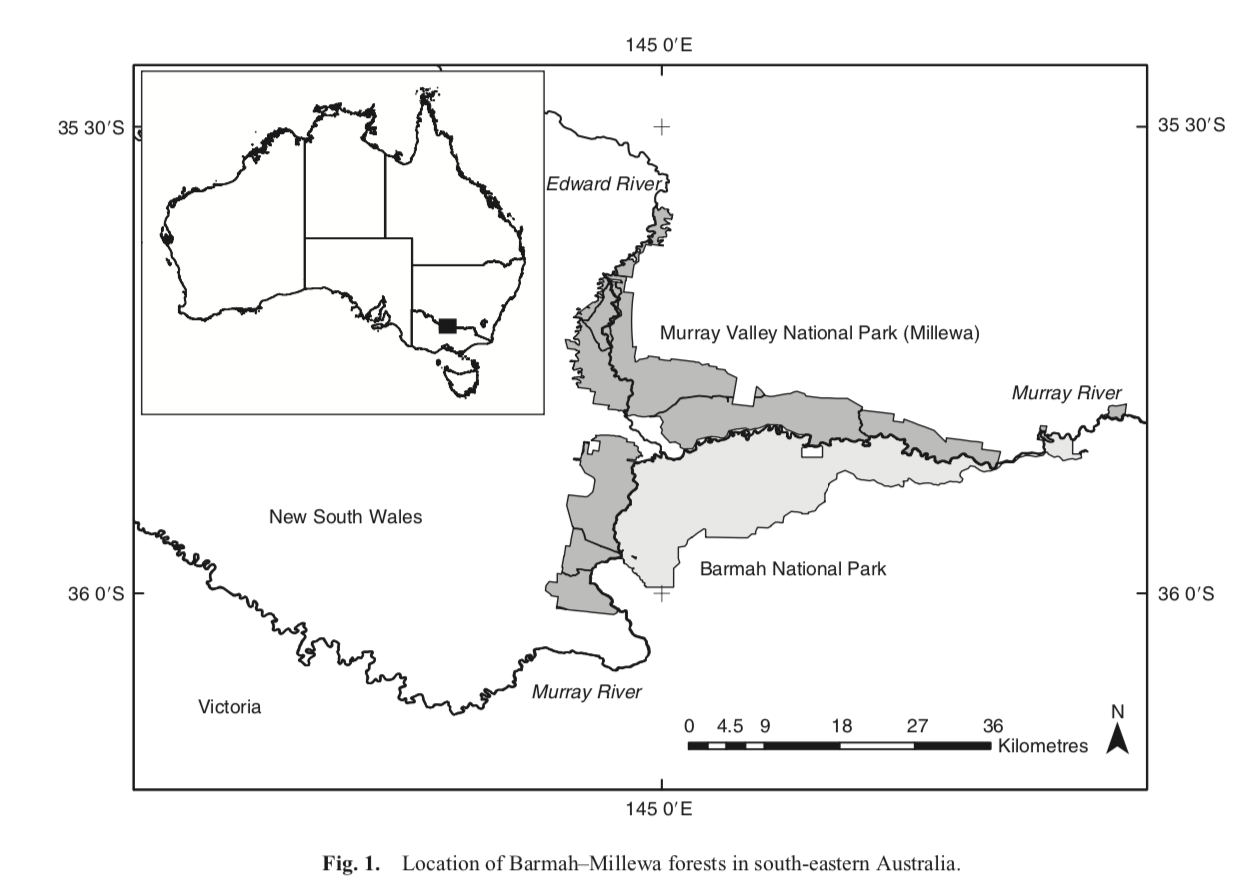 145 0′E
35 30′S
35 30′S
Edward River
Murray Valley National Park (Millewa)
Murray River
New South Wales
Barmah National Park
36 0′S
36 0′S
Murray River
Victoria
N
0 4.5 9 18 27 36
Kilometres
145 0′E
Fig. 1. Location of Barmah–Millewa forests in south-eastern Australia.